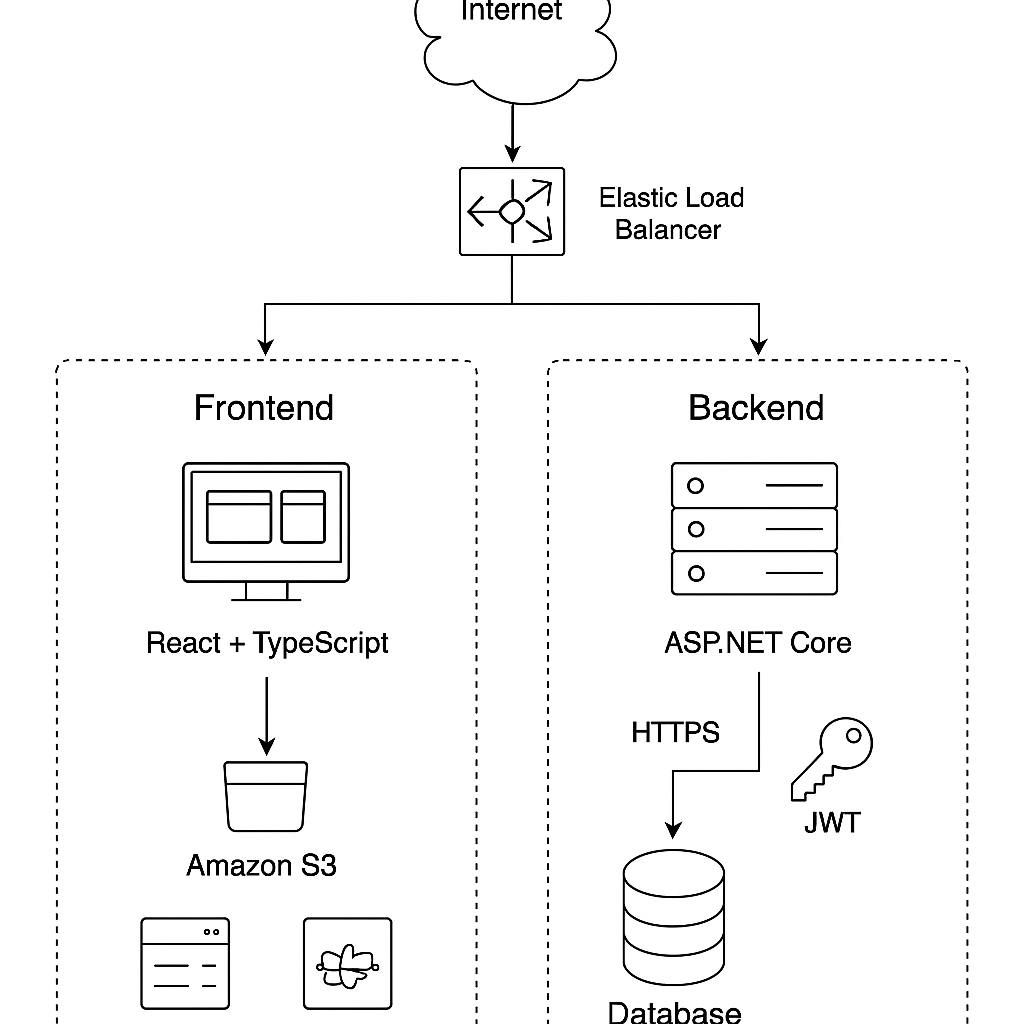 Internet
Elastic Load
Balancer
Frontend
Backend
React + TypeScript
ASP.NET Core
HTTPS
JWT
Amazon S3
Database